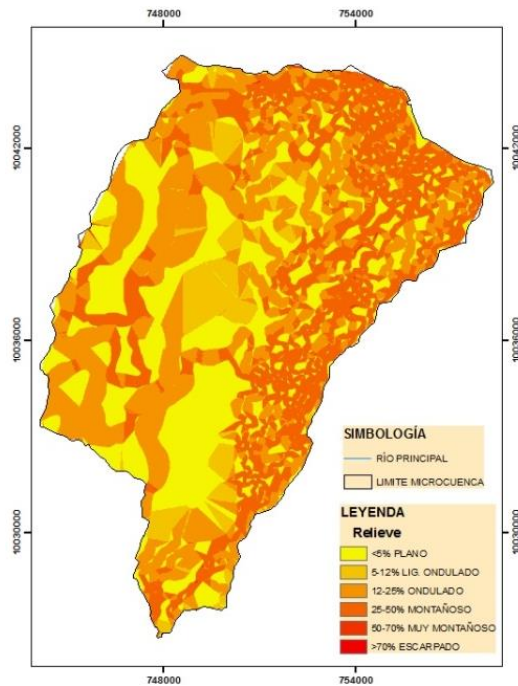 748000 754000
10042000 10042000
10036000 10036000
10030000 10030000
SIMBOLOGÍA
RÍO PRINCIPAL
LIMITE MICROCUENCA
LEYENDA
Relieve
<5% PLANO
5-12% LIG. ONDULADO
12-25% ONDULADO
25-50% MONTAÑOSO
50-70% MUY MONTAÑOSO
>70% ESCARPADO
748000 754000